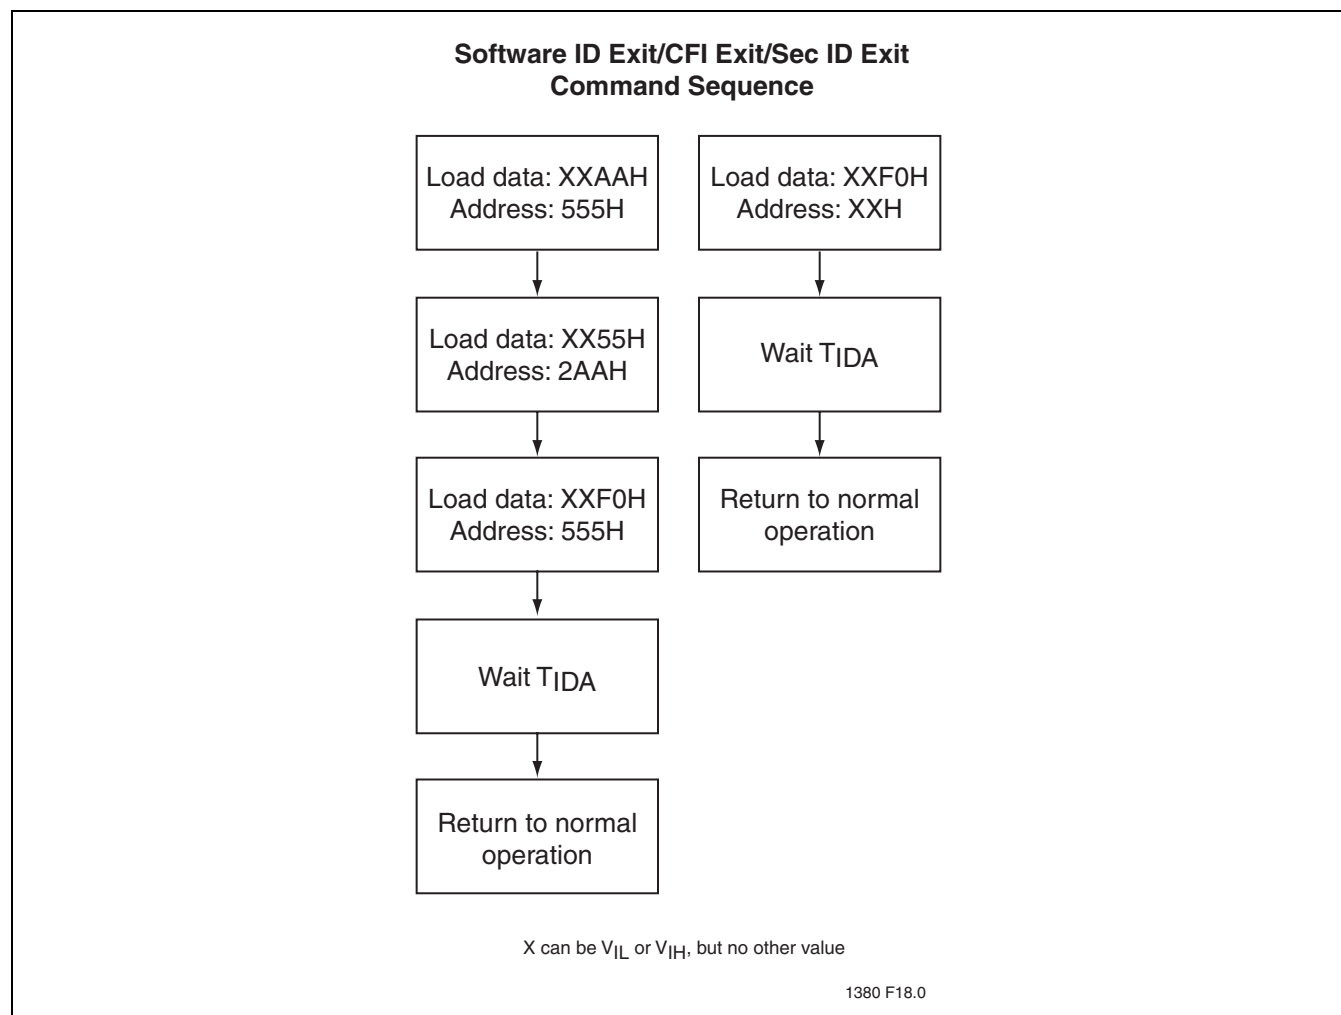 Software ID Exit/CFI Exit/Sec ID Exit
Command Sequence
Load data: XXAAH
Address: 555H
Load data: XX55H
Address: 2AAH
Load data: XXF0H
Address: 555H
Wait TIDA
Return to normal
operation
Load data: XXF0H
Address: XXH
Wait TIDA
Return to normal
operation
X can be VIL or VIH, but no other value
1380 F18.0